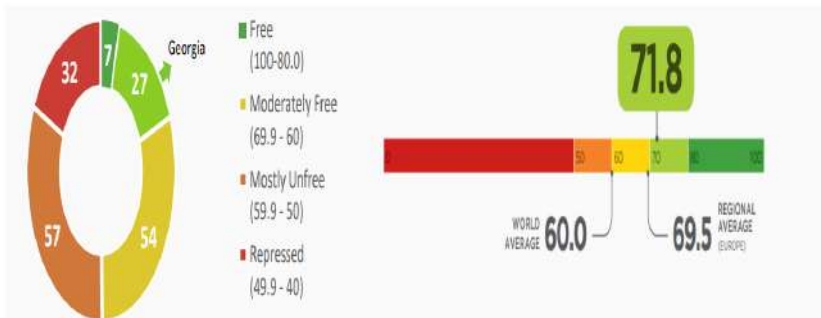 7
Georgia
27
32
57
54
Free
(100-80.0)
Moderately Free
(69.9 - 60)
Mostly Unfree
(59.9 - 50)
Repressed
(49.9 - 40)
71.8
0 50 60 70 80 100
WORLD AVERAGE 60.0
69.5 REGIONAL AVERAGE (EUROPE)